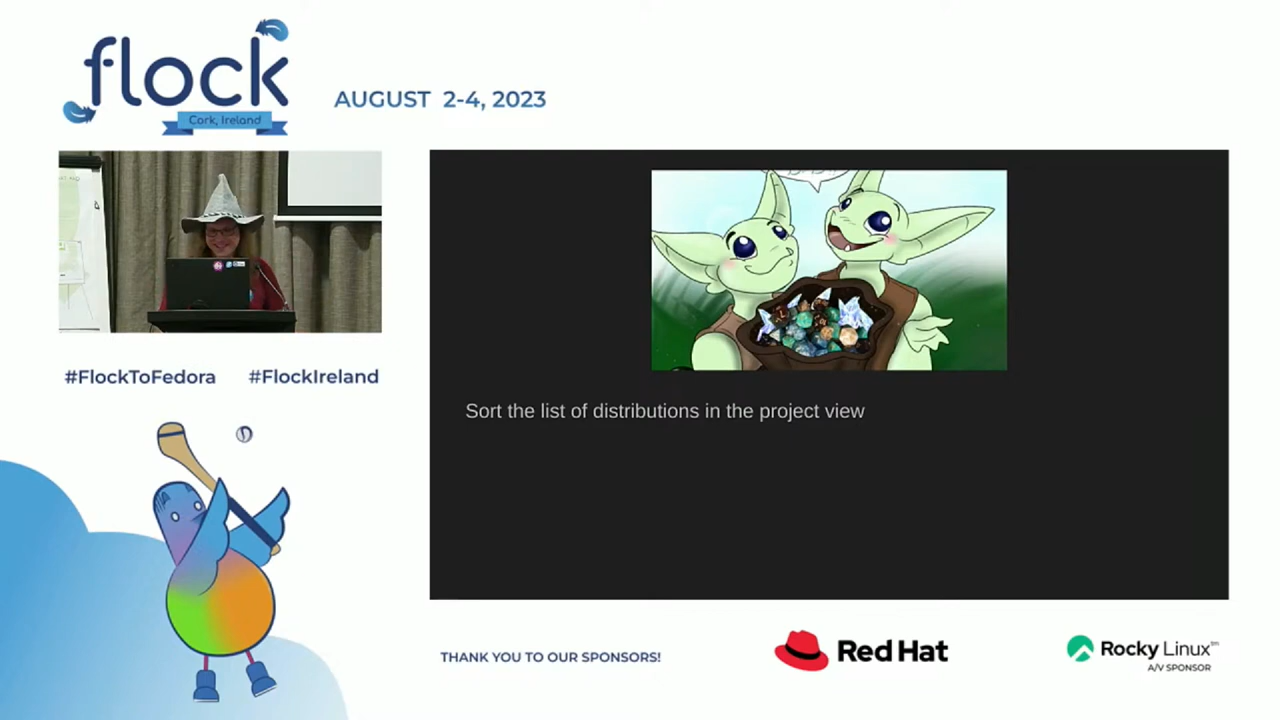 flock
Cork, Ireland
AUGUST 2-4, 2023
#FlockToFedora #FlockIreland
Sort the list of distributions in the project view
THANK YOU TO OUR SPONSORS!
Red Hat
Rocky Linux™
A/V SPONSOR